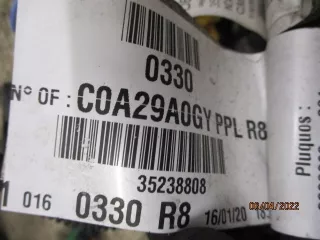 0330
N° OF : C0A29A0GY PPL R8
Pluquos :
35238808
016 0330 R8 16/01/20
08/04/2022